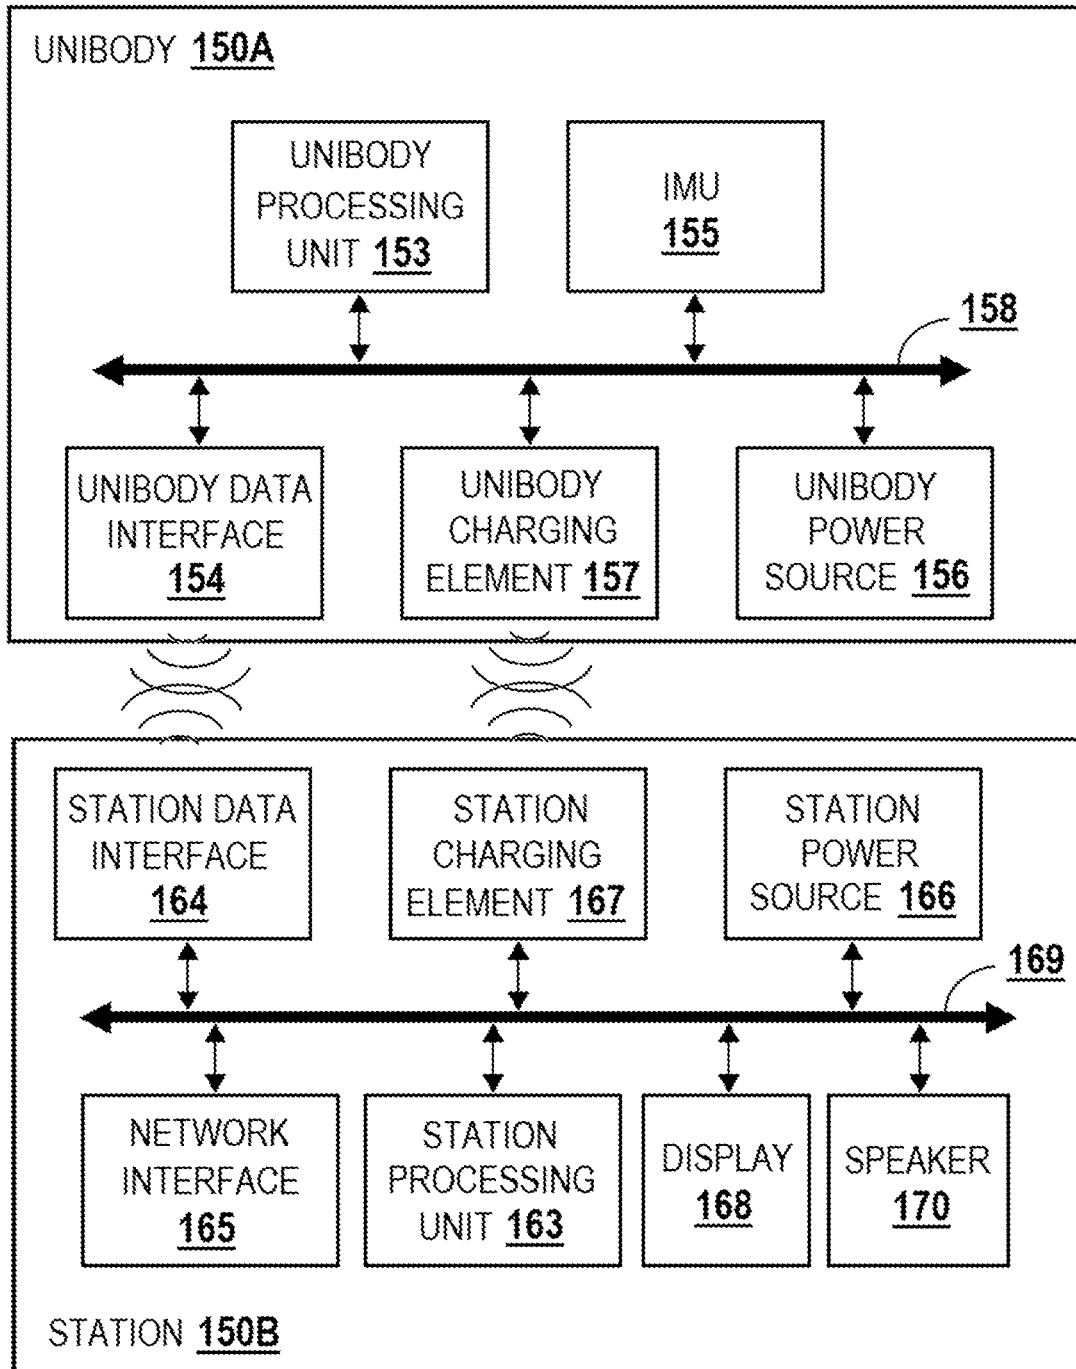 UNIBODY 150A
UNIBODY
PROCESSING
UNIT 153
IMU
155
158
UNIBODY DATA
INTERFACE
154
UNIBODY
CHARGING
ELEMENT 157
UNIBODY
POWER
SOURCE 156
STATION DATA
INTERFACE
164
STATION
CHARGING
ELEMENT 167
STATION
POWER
SOURCE 166
169
NETWORK
INTERFACE
165
STATION
PROCESSING
UNIT 163
DISPLAY
168
SPEAKER
170
STATION 150B